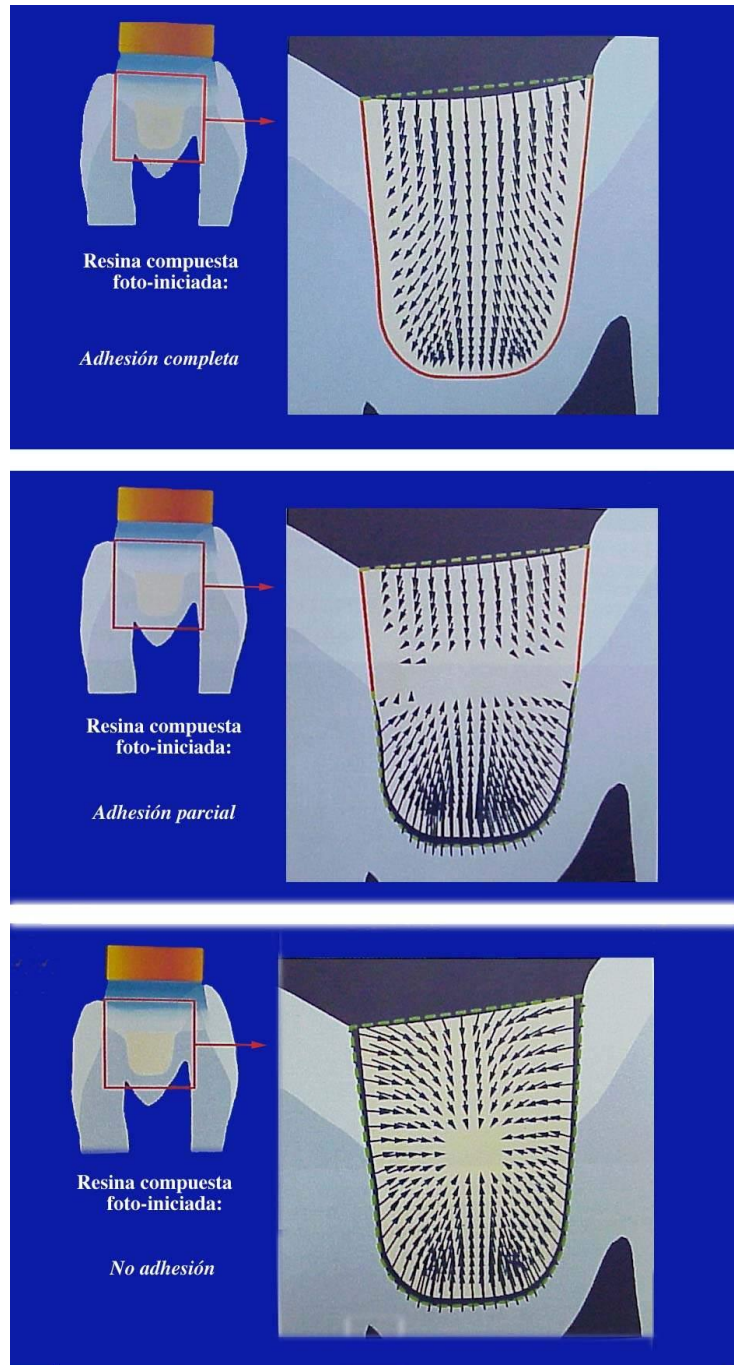 Resina compuesta
foto-iniciada:
Adhesión completa
Resina compuesta
foto-iniciada:
Adhesión parcial
Resina compuesta
foto-iniciada:
No adhesión